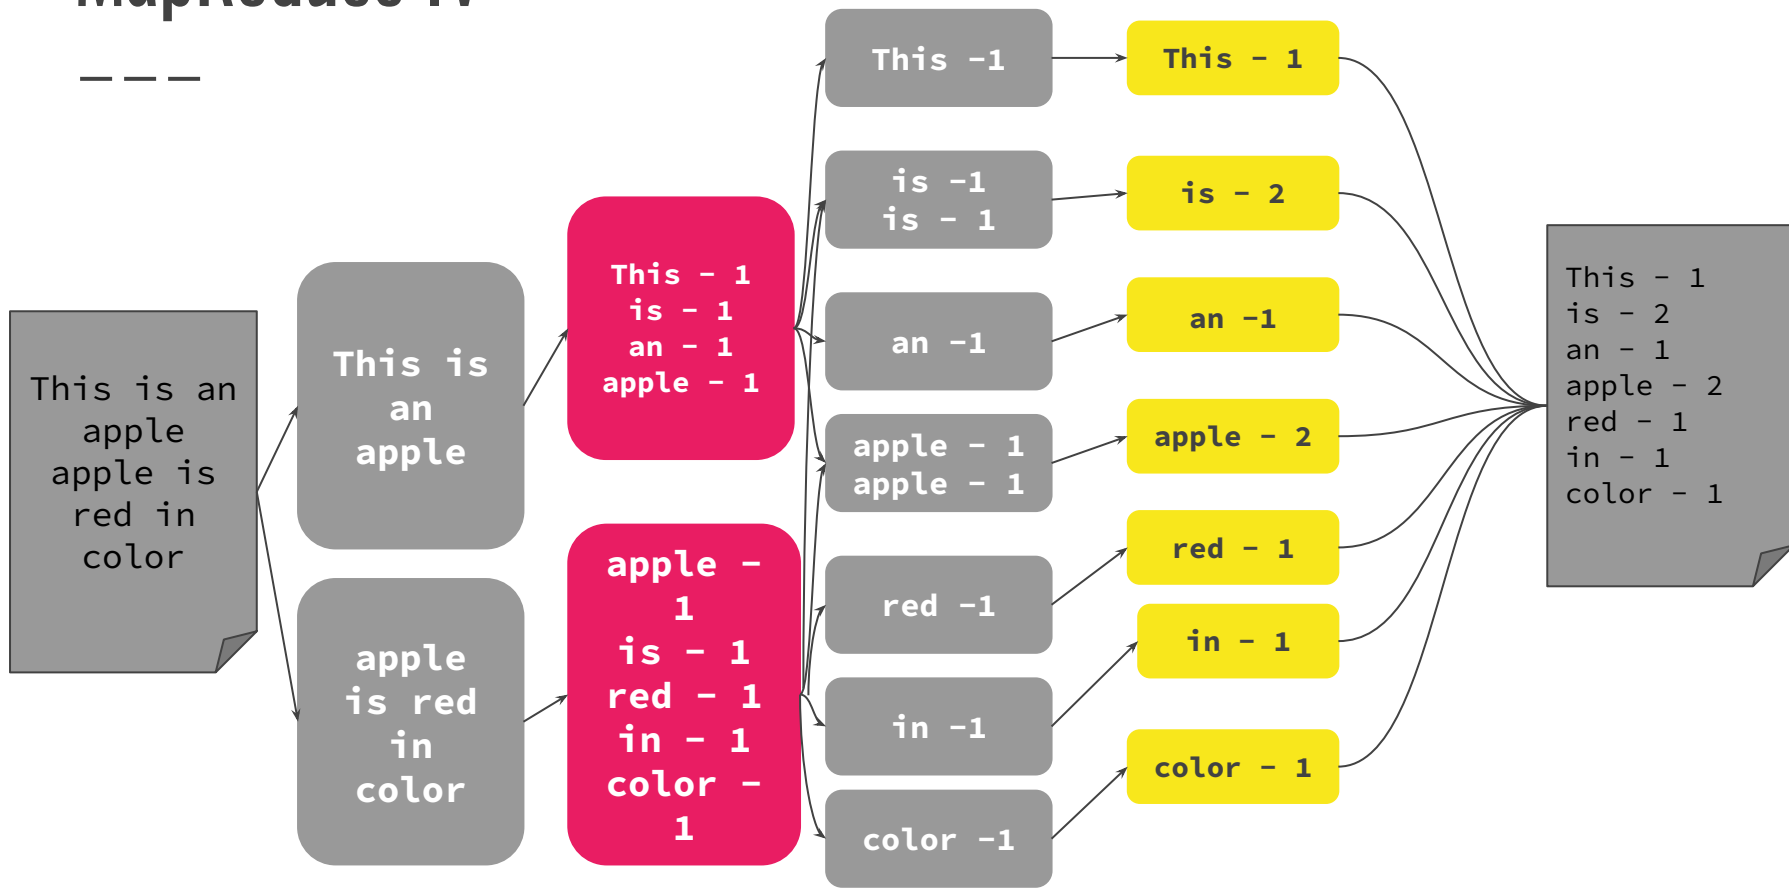 MapReduce IV
This is an
apple
apple is
red in
color
This is
an
apple
apple
is red
in
color
This - 1
is - 1
an - 1
apple - 1
apple -
1
is - 1
red - 1
in - 1
color -
1
This -1
is -1
is - 1
an -1
apple - 1
apple - 1
red -1
in -1
color -1
This - 1
is - 2
an -1
apple - 2
red - 1
in - 1
color - 1
This - 1
is - 2
an - 1
apple - 2
red - 1
in - 1
color - 1